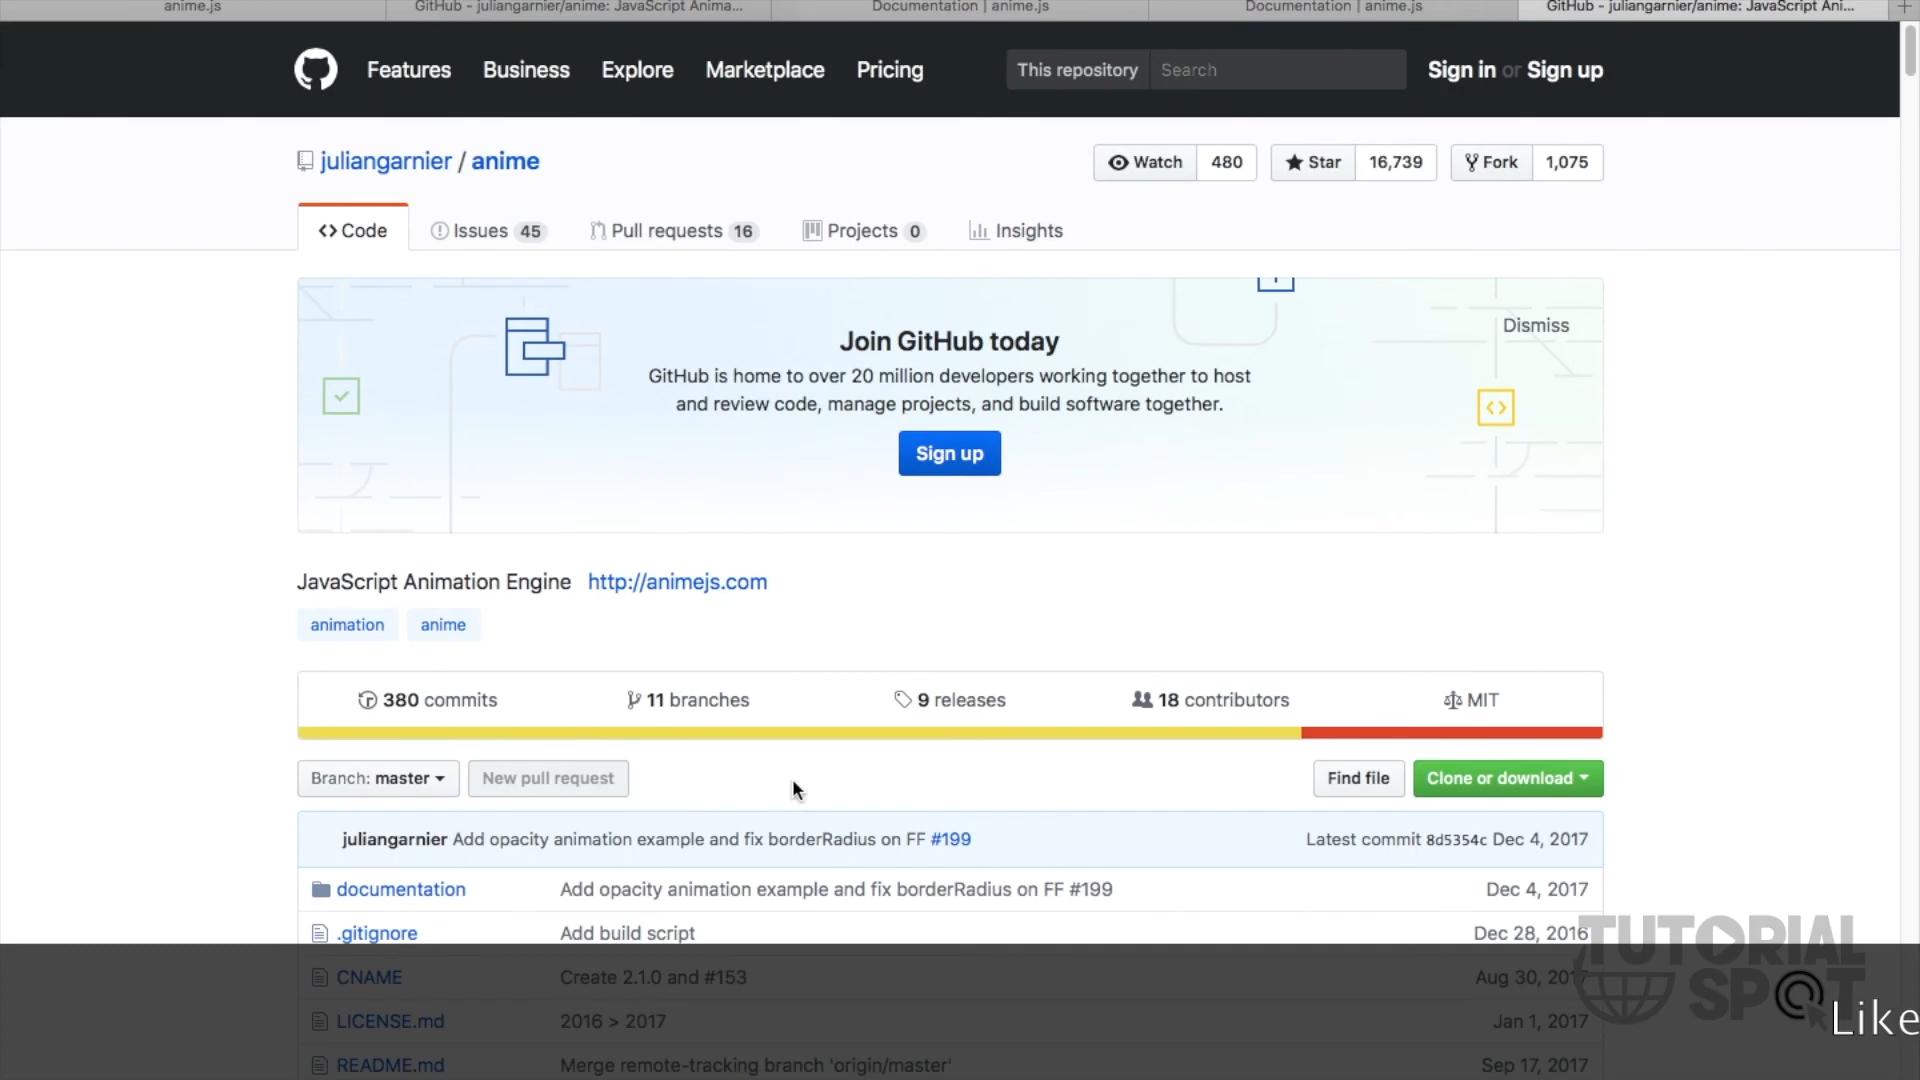 anime.js
GitHub - juliangarnier/anime: JavaScript Anima...
Documentation | anime.js
Documentation | anime.js
GitHub - juliangarnier/anime: JavaScript Ani...
Features Business Explore Marketplace Pricing
This repository Search
Sign in or Sign up
juliangarnier / anime
Watch 480
Star 16,739
Fork 1,075
Code
Issues 45
Pull requests 16
Projects 0
Insights
Join GitHub today
Dismiss
GitHub is home to over 20 million developers working together to host
and review code, manage projects, and build software together.
Sign up
JavaScript Animation Engine http://animejs.com
animation anime
380 commits 11 branches 9 releases 18 contributors MIT
Branch: master New pull request Find file Clone or download
juliangarnier Add opacity animation example and fix borderRadius on FF #199 Latest commit 8d5354c Dec 4, 2017
documentation Add opacity animation example and fix borderRadius on FF #199 Dec 4, 2017
.gitignore Add build script Dec 28, 2016
CNAME Create 2.1.0 and #153 Aug 30, 2017
LICENSE.md 2016 > 2017 Jan 1, 2017
README.md Merge remote-tracking branch 'origin/master' Sep 17, 2017
TUTORIAL
SPOT
Like